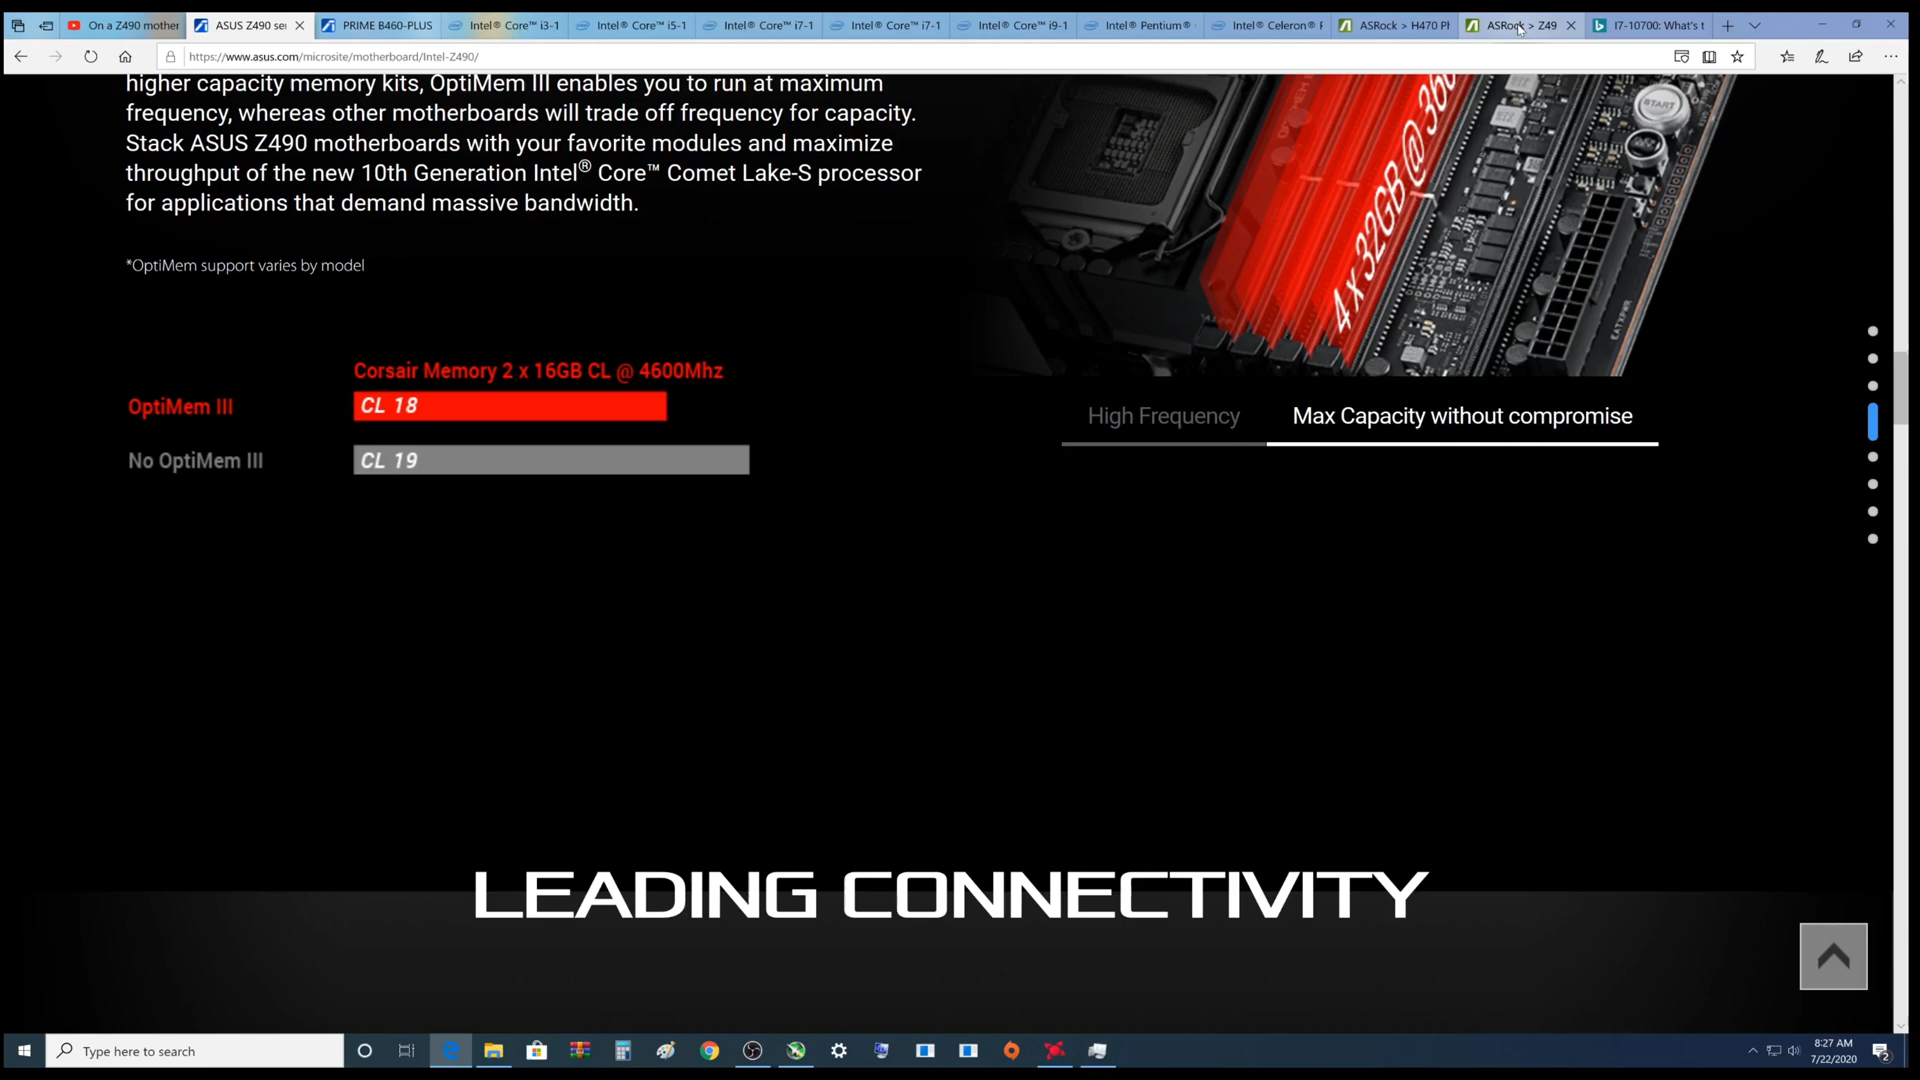 On a Z490 mother
ASUS Z490 se
PRIME B460-PLUS
Intel® Core™ i3-1
Intel® Core™ i5-1
Intel® Core™ i7-1
Intel® Core™ i7-1
Intel® Core™ i9-1
Intel® Pentium®
Intel® Celeron®
ASRock > H470
ASRock > Z49
I7-10700: What's t
https://www.asus.com/microsite/motherboard/Intel-Z490/
higher capacity memory kits, OptiMem III enables you to run at maximum
frequency, whereas other motherboards will trade off frequency for capacity.
Stack ASUS Z490 motherboards with your favorite modules and maximize
throughput of the new 10th Generation Intel® Core™ Comet Lake-S processor
for applications that demand massive bandwidth.
*OptiMem support varies by model
START
4 x 32GB @
EATXPWR
Corsair Memory 2 x 16GB CL @ 4600Mhz
OptiMem III
CL 18
No OptiMem III
CL 19
High Frequency
Max Capacity without compromise
LEADING CONNECTIVITY
Type here to search
8:27 AM
7/22/2020
2